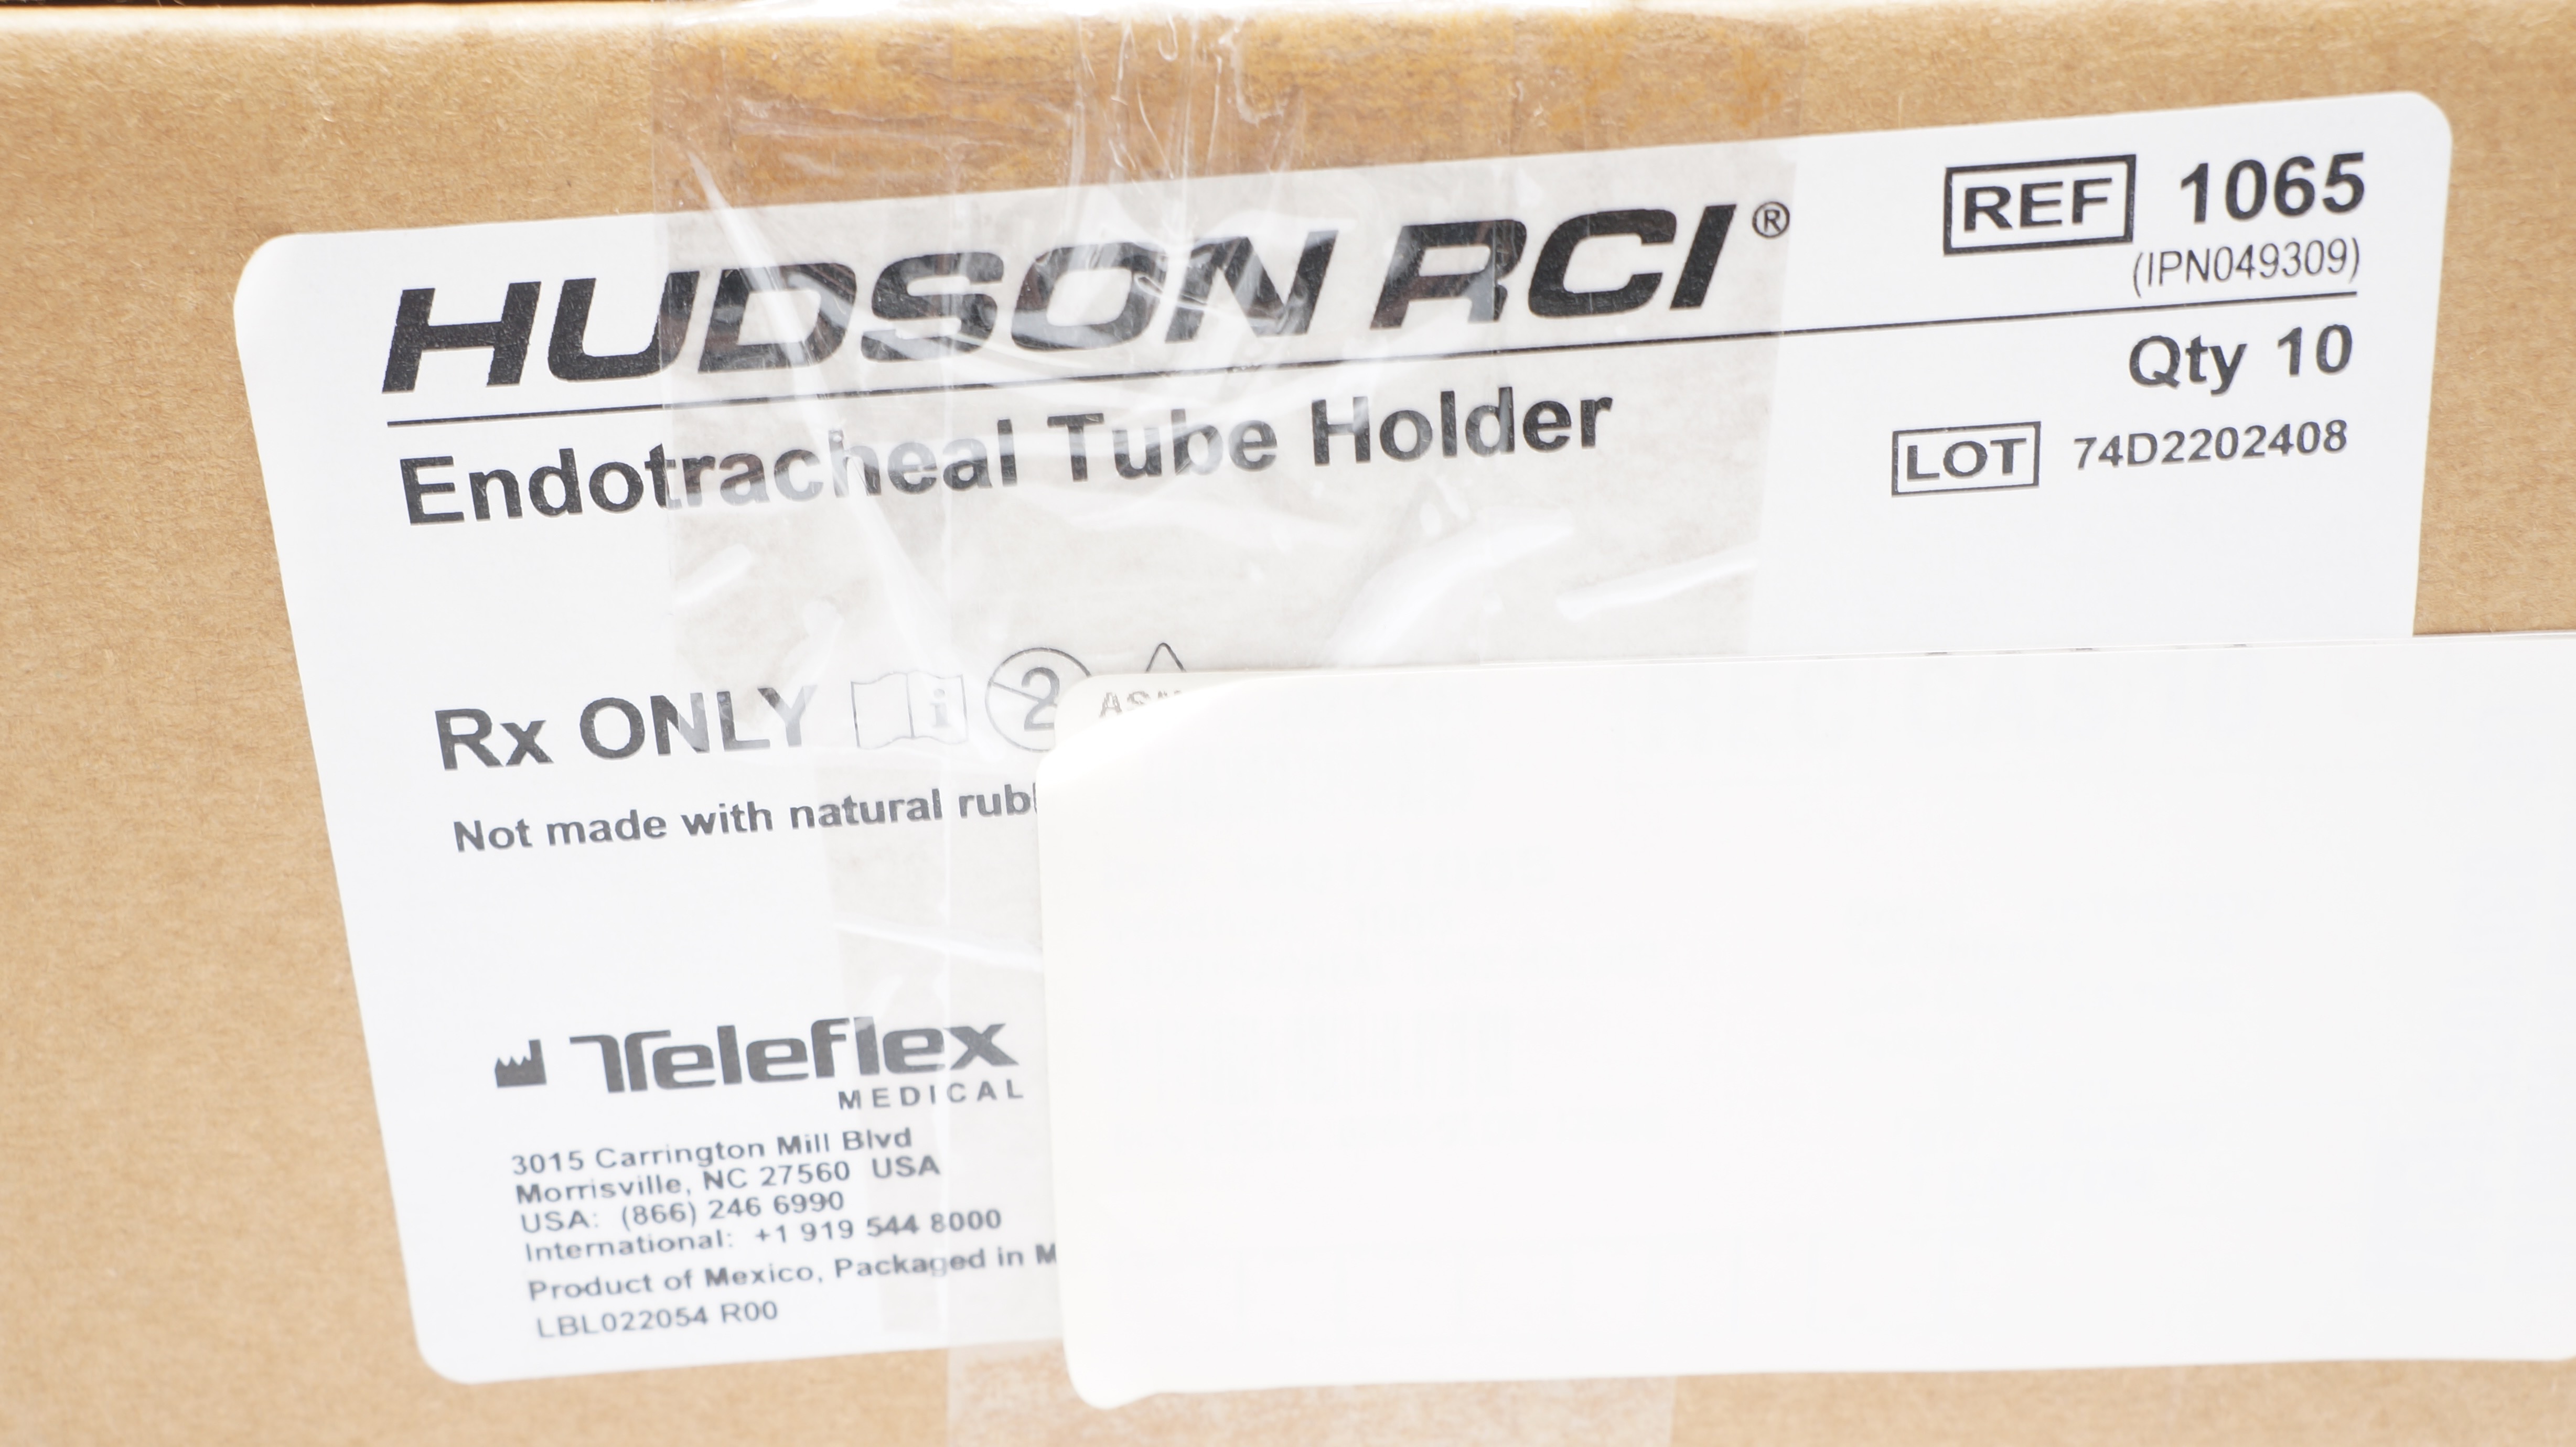 HUDSON RCI®
REF 1065
(IPN049309)
Endotracheal Tube Holder
Qty 10
LOT 74D2202408
Rx ONLY
2
Not made with natural
Teleflex
MEDICAL
3015 Carrington Mill Blvd
Morrisville, NC 27560 USA
USA: (866) 246 6990
International: +1 919 544 8000
Product of Mexico, Packaged in
LBL022054 R00